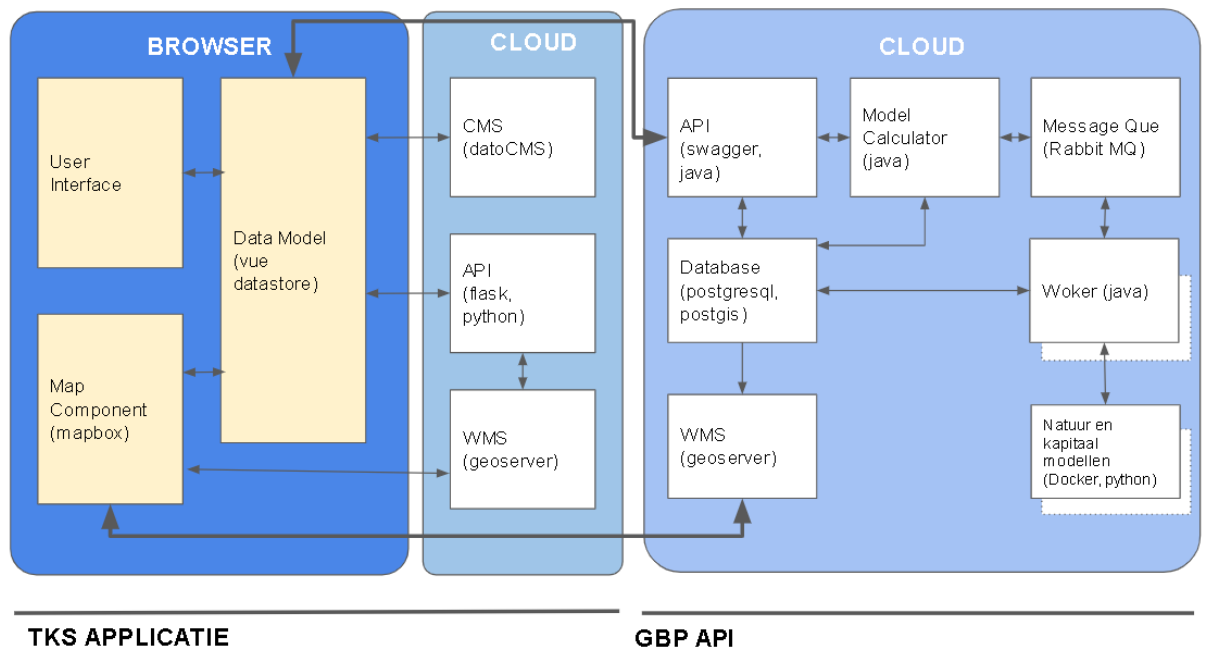 BROWSER
User
Interface
Data Model
(vue
datastore)
Map
Component
(mapbox)
CLOUD
CMS
(datoCMS)
API
(flask,
python)
WMS
(geoserver)
CLOUD
API
(swagger,
java)
Model
Calculator
(java)
Message Que
(Rabbit MQ)
Database
(postgresql,
postgis)
Woker (java)
WMS
(geoserver)
Natuur en
kapitaal
modellen
(Docker, python)
TKS APPLICATIE
GBP API